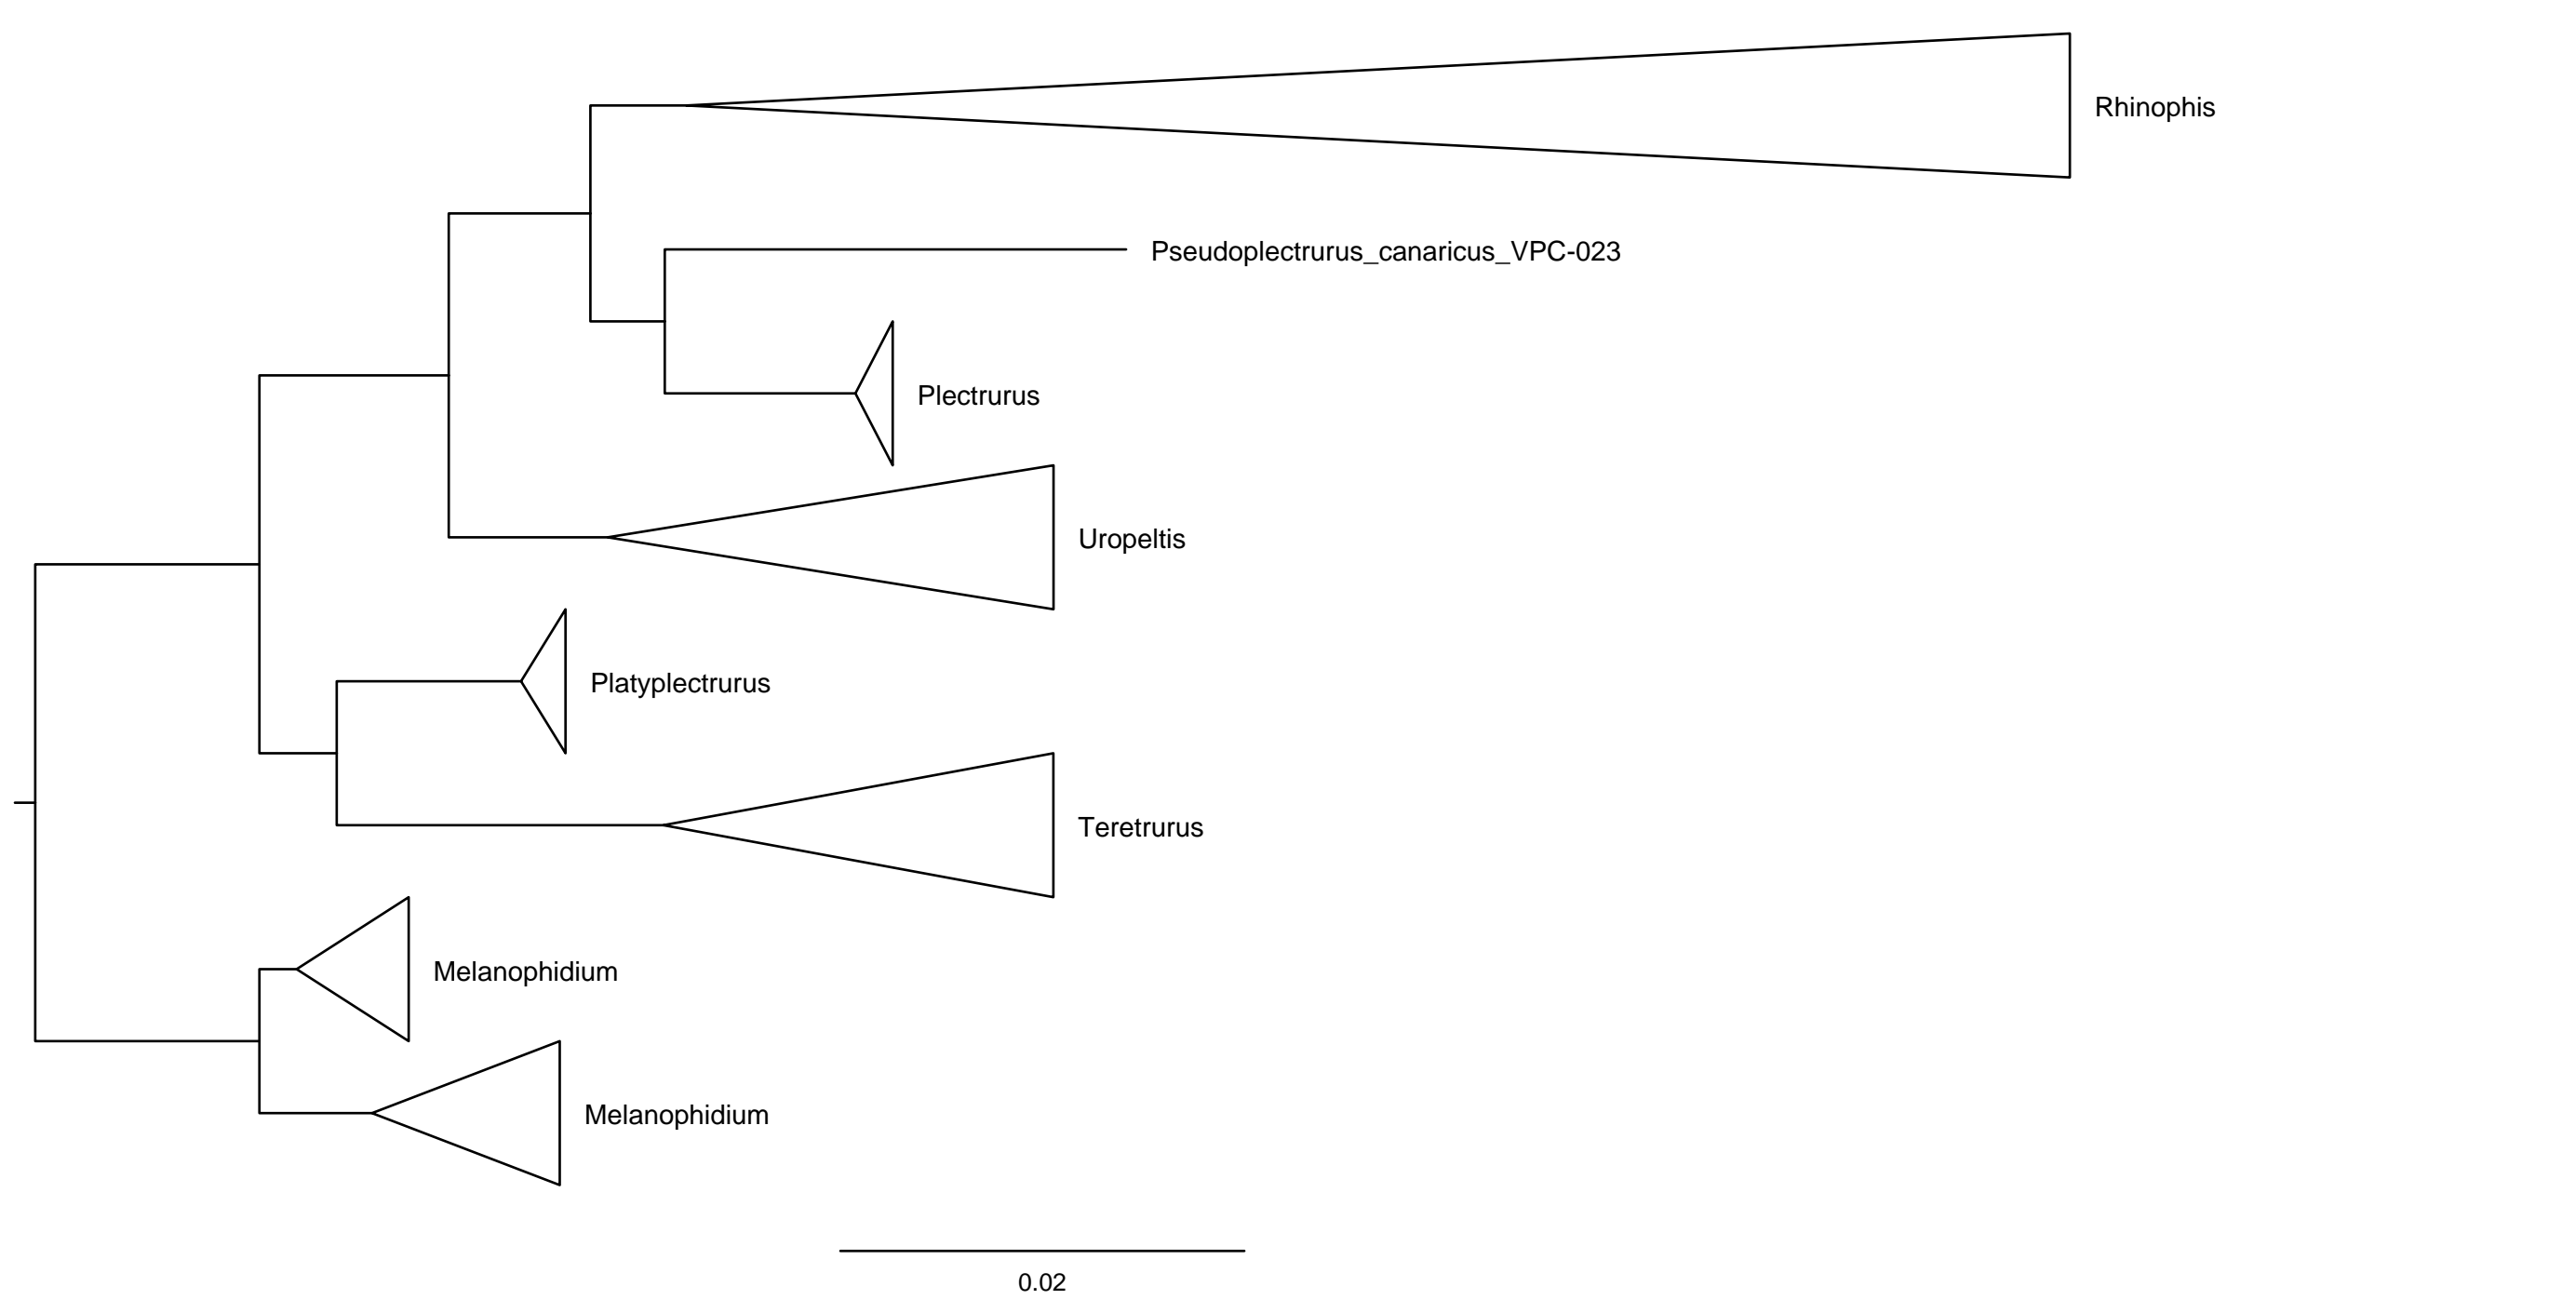 Rhinophis
Pseudoplectrurus_canaricus_VPC-023
Plectrurus
Uropeltis
Platyplectrurus
Teretrurus
Melanophidium
Melanophidium
0.02